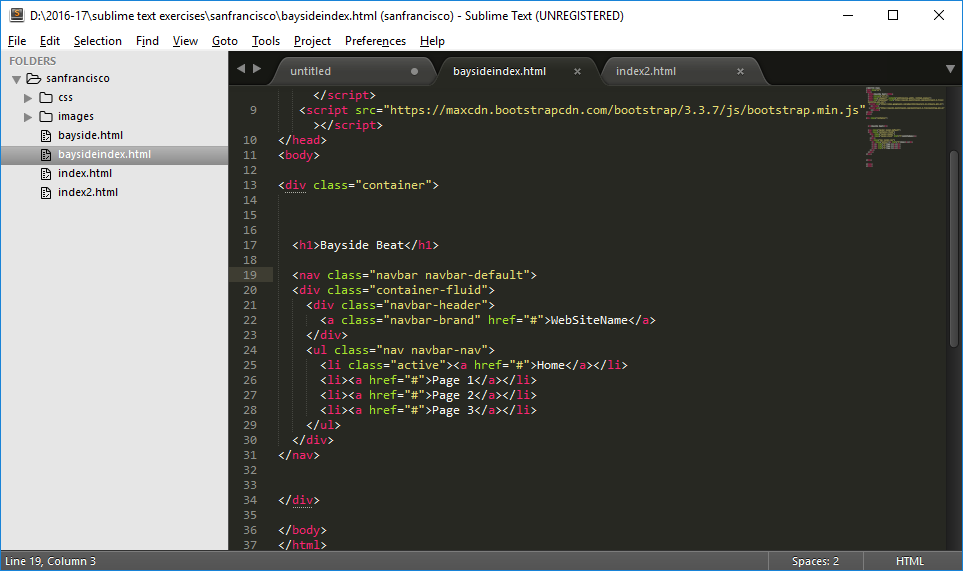 D:\2016-17\sublime text exercises\sanfrancisco\baysideindex.html (sanfrancisco) - Sublime Text (UNREGISTERED)
File Edit Selection Find View Goto Tools Project Preferences Help
FOLDERS
sanfrancisco
css
images
bayside.html
baysideindex.html
index.html
index2.html
untitled
baysideindex.html
index2.html
</script>
9 <script src="https://maxcdn.bootstrapcdn.com/bootstrap/3.3.7/js/bootstrap.min.js"
></script>
10 </head>
11 <body>
12
13 <div class="container">
14
15
16
17 <h1>Bayside Beat</h1>
18
19 <nav class="navbar navbar-default">
20 <div class="container-fluid">
21 <div class="navbar-header">
22 <a class="navbar-brand" href="#">WebSiteName</a>
23 </div>
24 <ul class="nav navbar-nav">
25 <li class="active"><a href="#">Home</a></li>
26 <li><a href="#">Page 1</a></li>
27 <li><a href="#">Page 2</a></li>
28 <li><a href="#">Page 3</a></li>
29 </ul>
30 </div>
31 </nav>
32
33
34 </div>
35
36 </body>
37 </html>
Line 19, Column 3
Spaces: 2
HTML